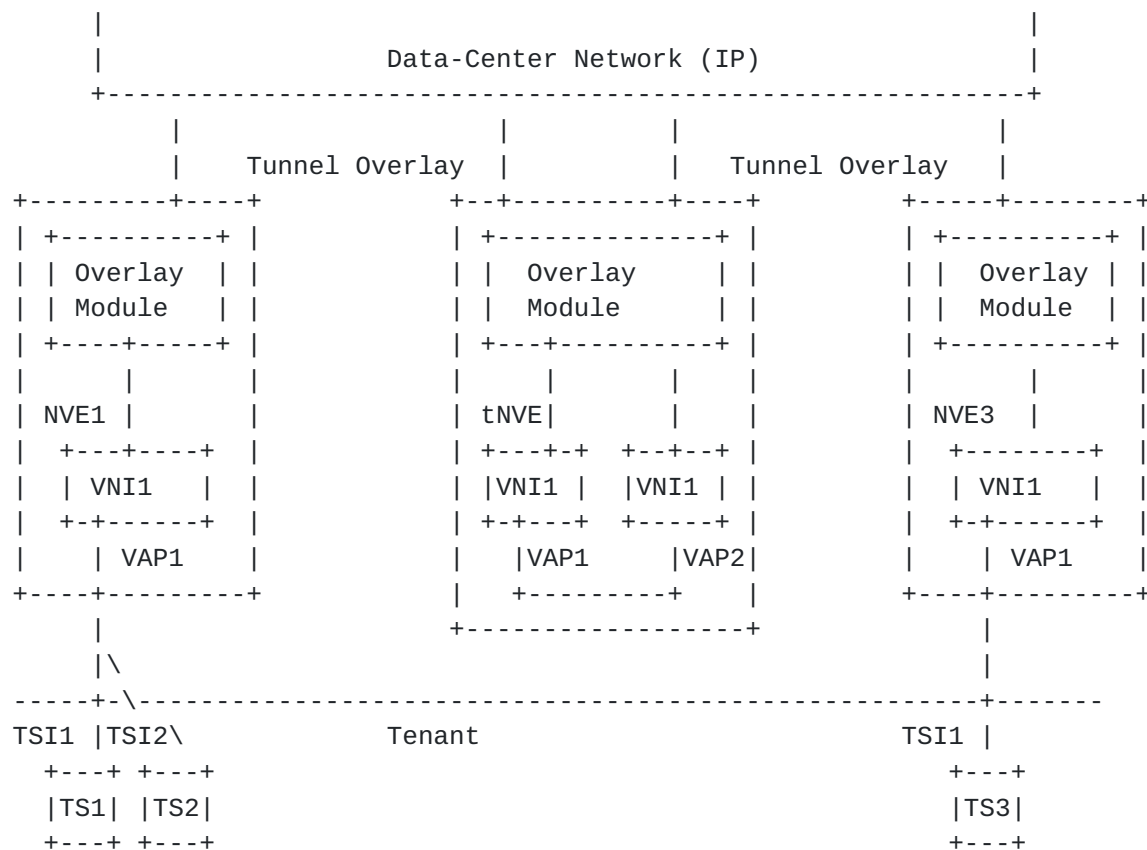 Data-Center Network (IP)
Tunnel Overlay Tunnel Overlay
Overlay Overlay Overlay
Module Module Module
NVE1 tNVE NVE3
VNI1 VNI1 VNI1 VNI1
VAP1 VAP1 VAP2 VAP1
TSI1 TSI2 Tenant TSI1
TS1 TS2 TS3